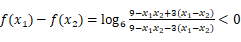 f(x₁) − f(x₂) = log₆ (9−x₁x₂+3(x₁−x₂))/(9−x₁x₂−3(x₁−x₂)) < 0